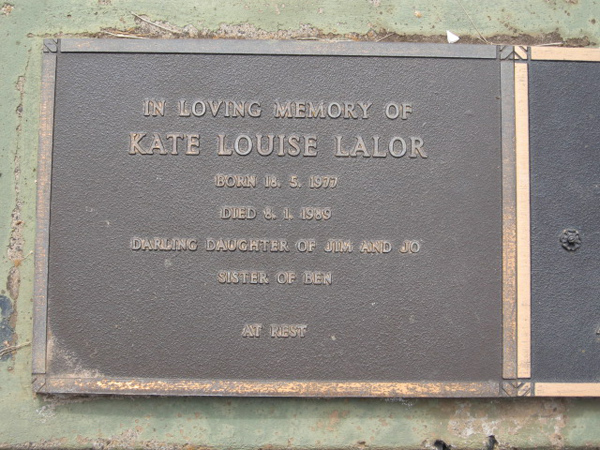 IN LOVING MEMORY OF
KATE LOUISE LALOR
BORN 18. 5. 1977
DIED 8. 1. 1989
DARLING DAUGHTER OF JIM AND JO
SISTER OF BEN
AT REST